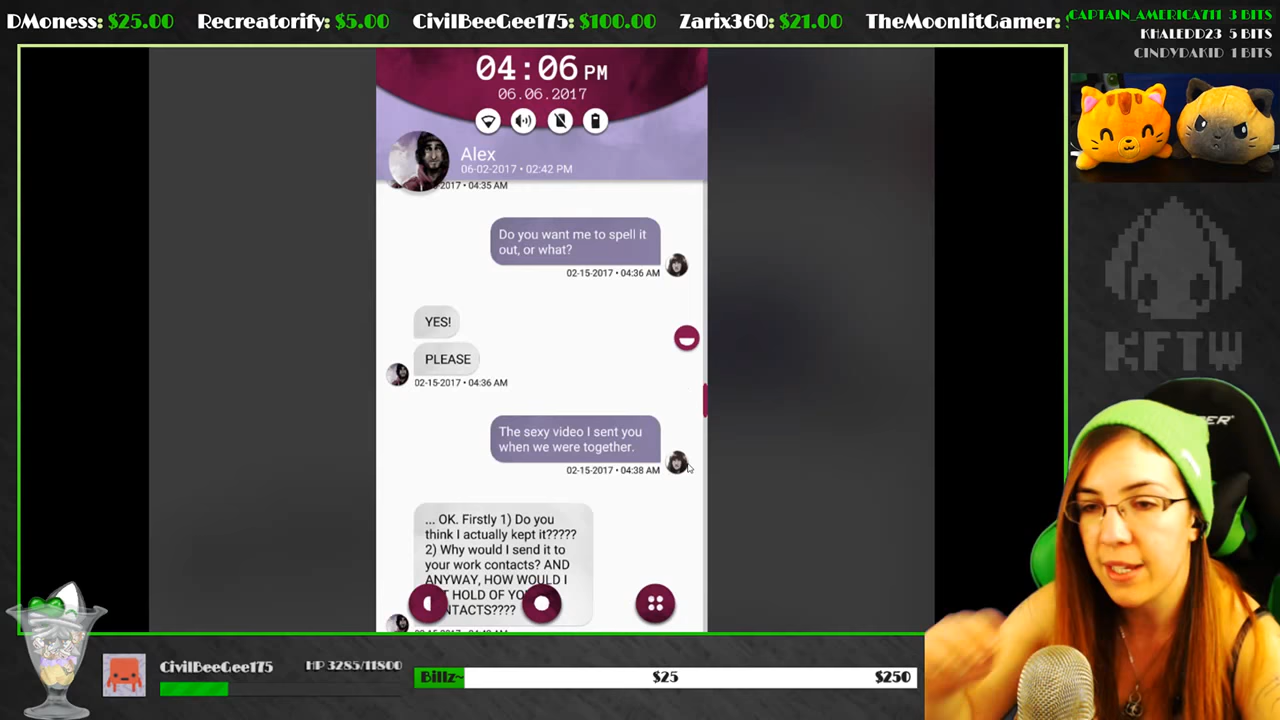 DMoness: $25.00 Recreatorify: $5.00 CivilBeeGee175: $100.00 Zarix360: $21.00 TheMoonlitGamer:
CAPTAIN_AMERICA711 3 BITS
KHALEDD23 5 BITS
CINDYDAKID 1 BITS
04:06 PM
06.06.2017
Alex
06-02-2017 • 02:42 PM
2017 • 04:35 AM
Do you want me to spell it
out, or what?
02-15-2017 • 04:36 AM
YES!
PLEASE
02-15-2017 • 04:36 AM
The sexy video I sent you
when we were together.
02-15-2017 • 04:38 AM
... OK. Firstly 1) Do you
think I actually kept it?????
2) Why would I send it to
your work contacts? AND
ANYWAY, HOW WOULD I
HOLD OF
NTACTS????
KFTW
CivilBeeGee175 HP 3285/11800
Billz~ $25 $250